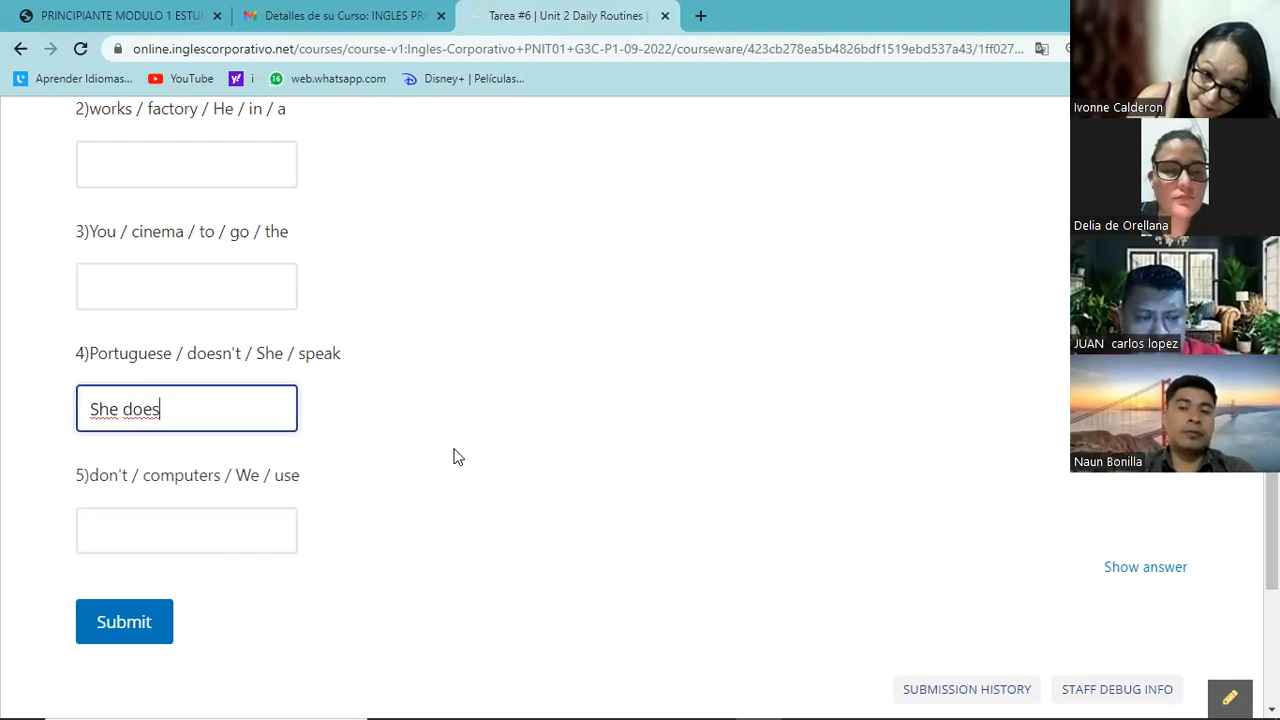 PRINCIPIANTE MODULO 1 ESTUI
Detalles de su Curso: INGLES PRI
Tarea #6 | Unit 2 Daily Routines |
online.inglescorporativo.net/courses/course-v1:Ingles-Corporativo+PNIT01+G3C-P1-09-2022/courseware/423cb278ea5b4826bdf1519ebd537a43/1ff027...
Aprender Idiomas...
YouTube
i
web.whatsapp.com
Disney+ | Películas...
2)works / factory / He / in / a
3)You / cinema / to / go / the
4)Portuguese / doesn't / She / speak
She does
5)don't / computers / We / use
Show answer
Submit
SUBMISSION HISTORY
STAFF DEBUG INFO
Ivonne Calderon
Delia de Orellana
JUAN carlos lopez
Naun Bonilla